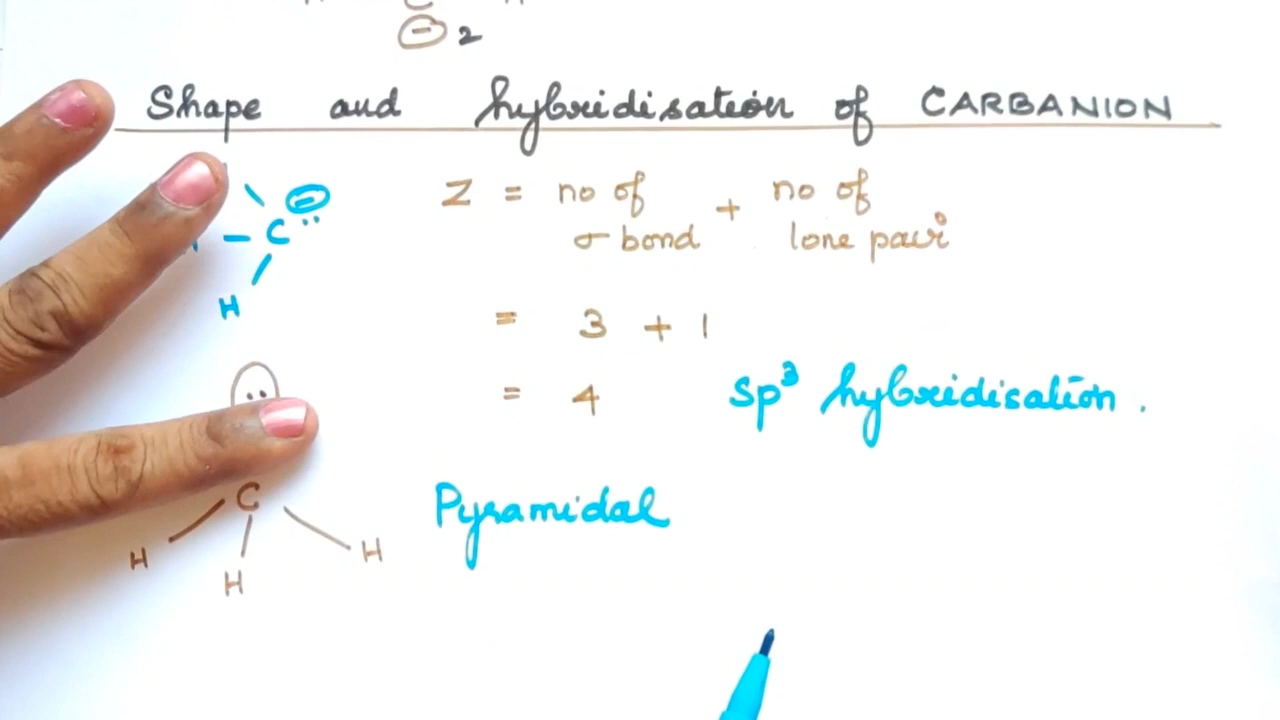 ⊖ 2
Shape and hybridisation of CARBANION
Z = no of σ bond + no of lone pair
– C ⊖ ··
H
= 3 + 1
= 4 sp³ hybridisation.
··
Pyramidal
C
H H H